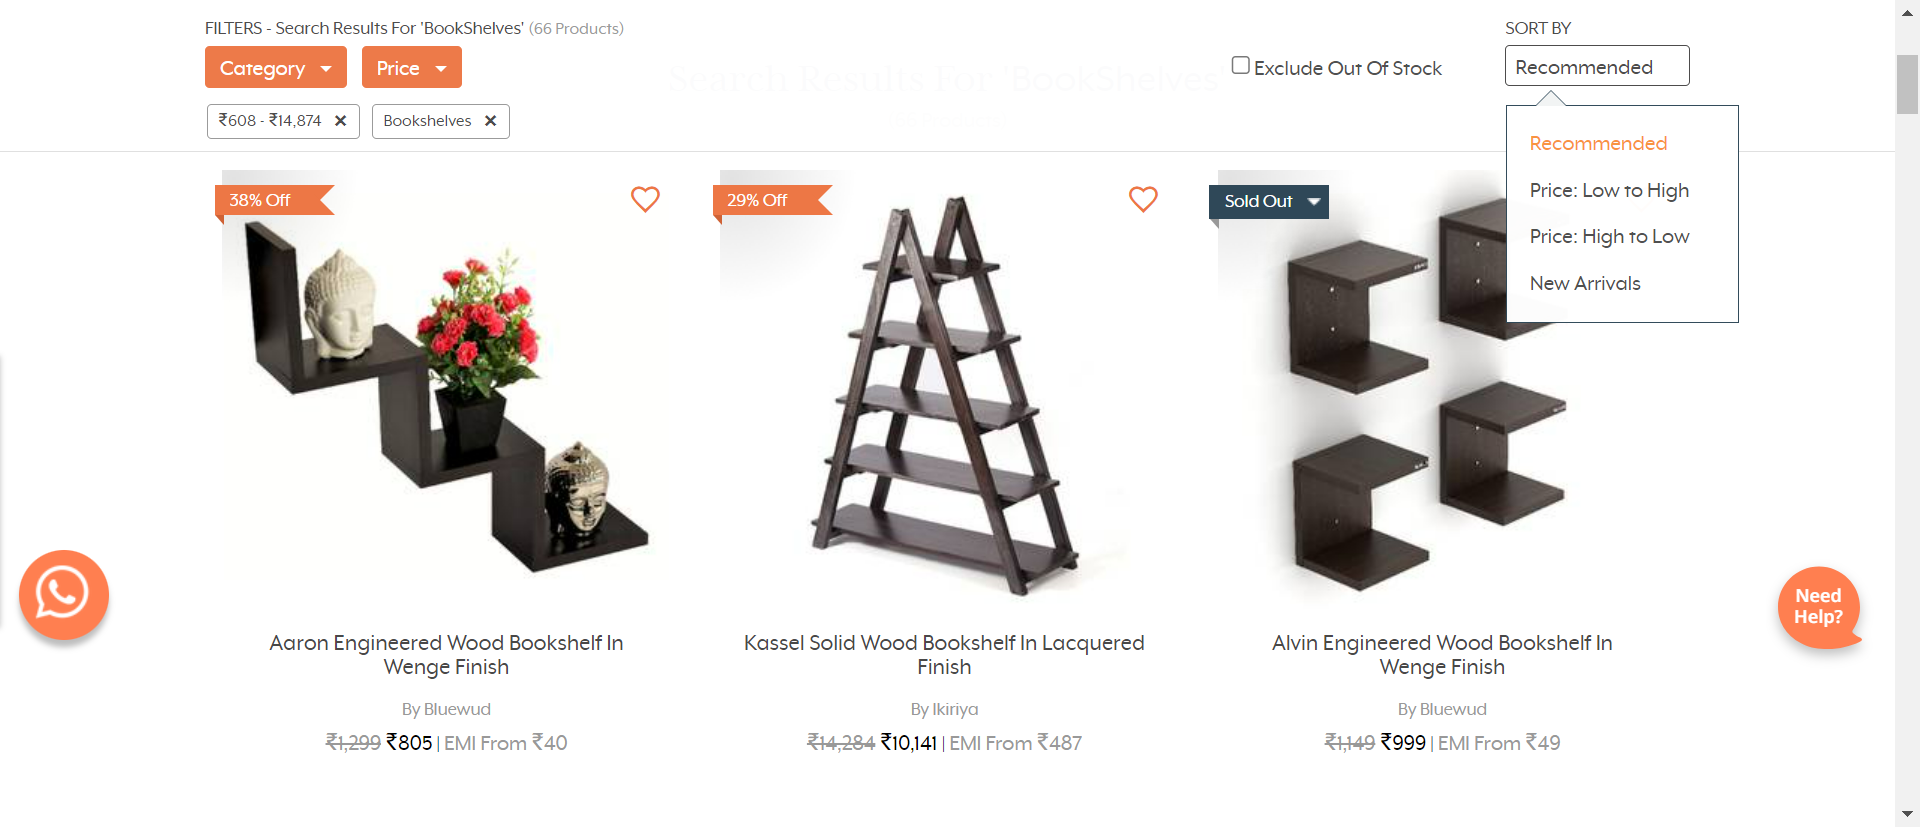 FILTERS - Search Results For 'BookShelves' (66 Products)
SORT BY
Category
Price
Search Results For 'BookShelves'
Exclude Out Of Stock
Recommended
₹608 - ₹14,874 ✕
Bookshelves ✕
Recommended
Price: Low to High
Price: High to Low
New Arrivals
38% Off
29% Off
Sold Out
Need
Help?
Aaron Engineered Wood Bookshelf In
Wenge Finish
By Bluewud
₹1,299 ₹805 | EMI From ₹40
Kassel Solid Wood Bookshelf In Lacquered
Finish
By Ikiriya
₹14,284 ₹10,141 | EMI From ₹487
Alvin Engineered Wood Bookshelf In
Wenge Finish
By Bluewud
₹1,149 ₹999 | EMI From ₹49